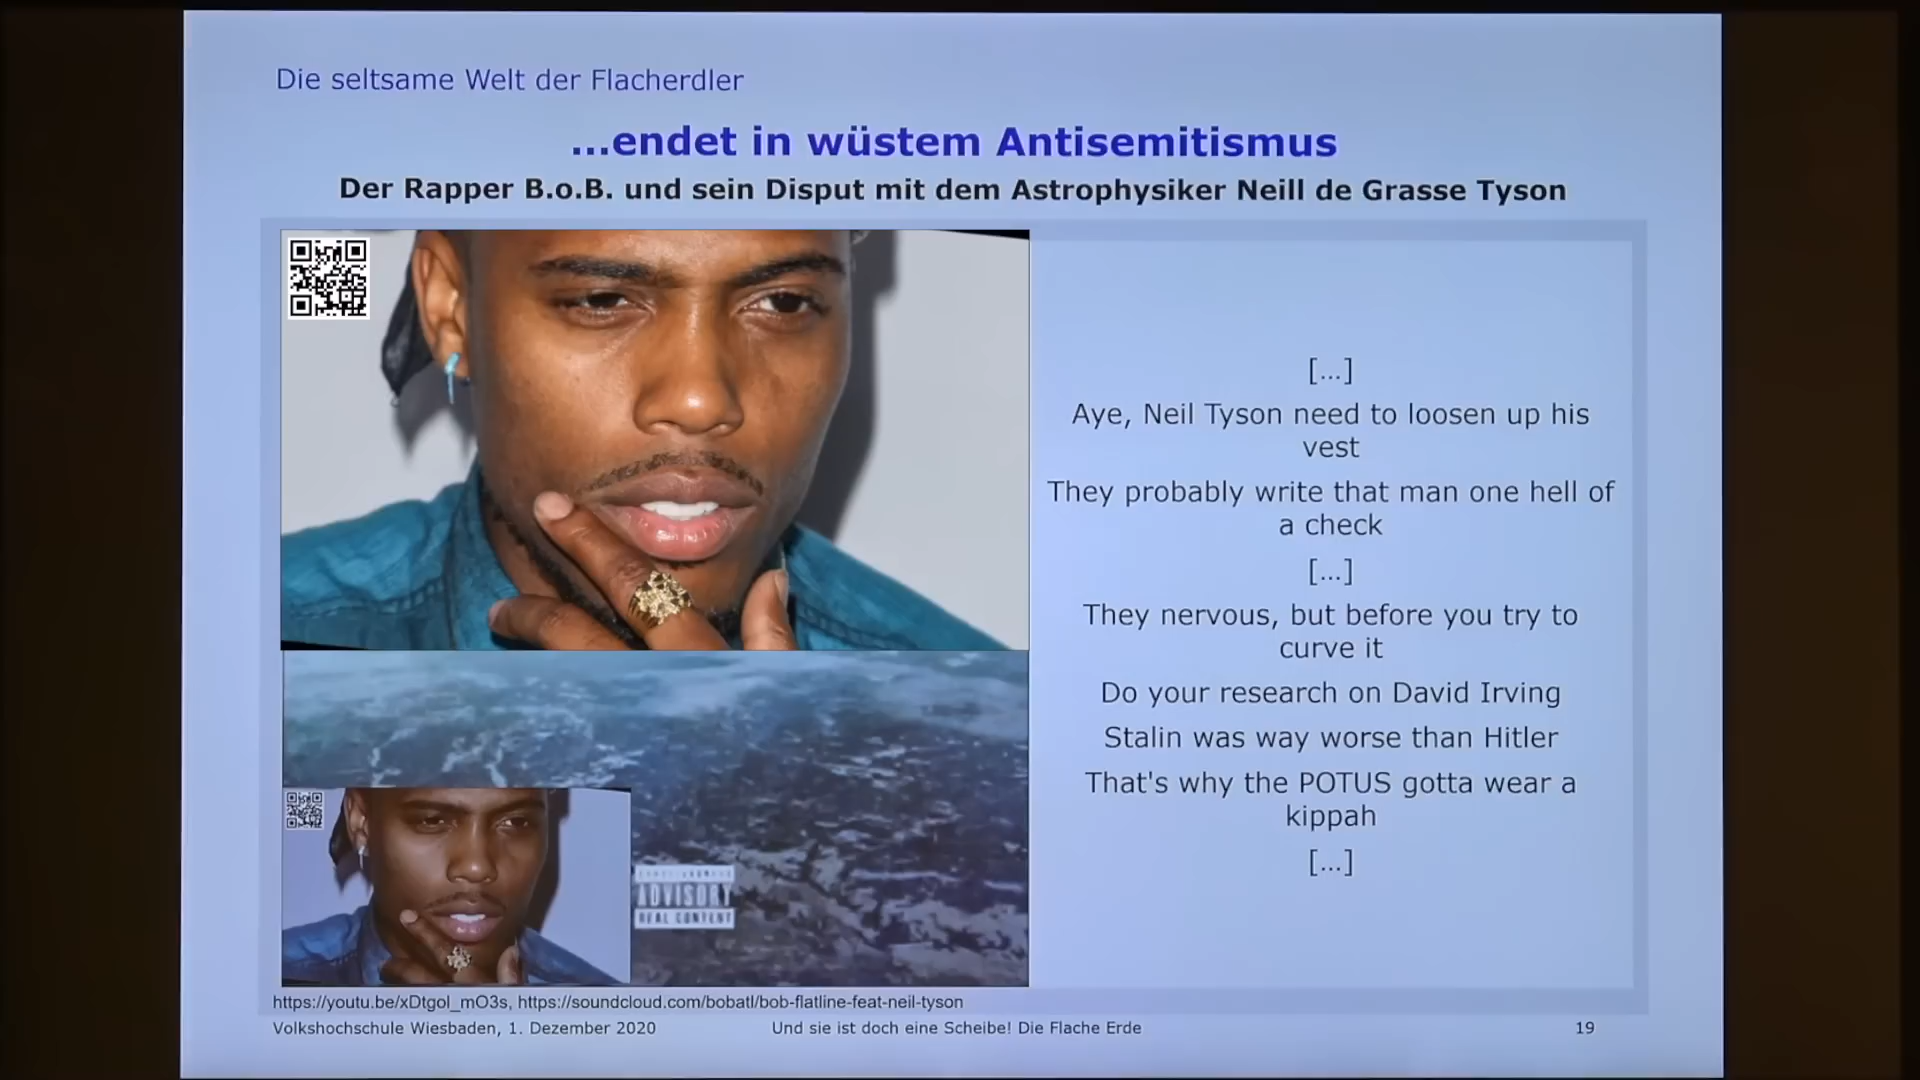 Die seltsame Welt der Flacherdler
...endet in wüstem Antisemitismus
Der Rapper B.o.B. und sein Disput mit dem Astrophysiker Neill de Grasse Tyson
[...]
Aye, Neil Tyson need to loosen up his
vest
They probably write that man one hell of
a check
[...]
They nervous, but before you try to
curve it
Do your research on David Irving
Stalin was way worse than Hitler
That's why the POTUS gotta wear a
kippah
[...]
ADVISORY
REAL CONTENT
https://youtu.be/xDtgol_mO3s, https://soundcloud.com/bobatl/bob-flatline-feat-neil-tyson
Volkshochschule Wiesbaden, 1. Dezember 2020
Und sie ist doch eine Scheibe! Die Flache Erde
19